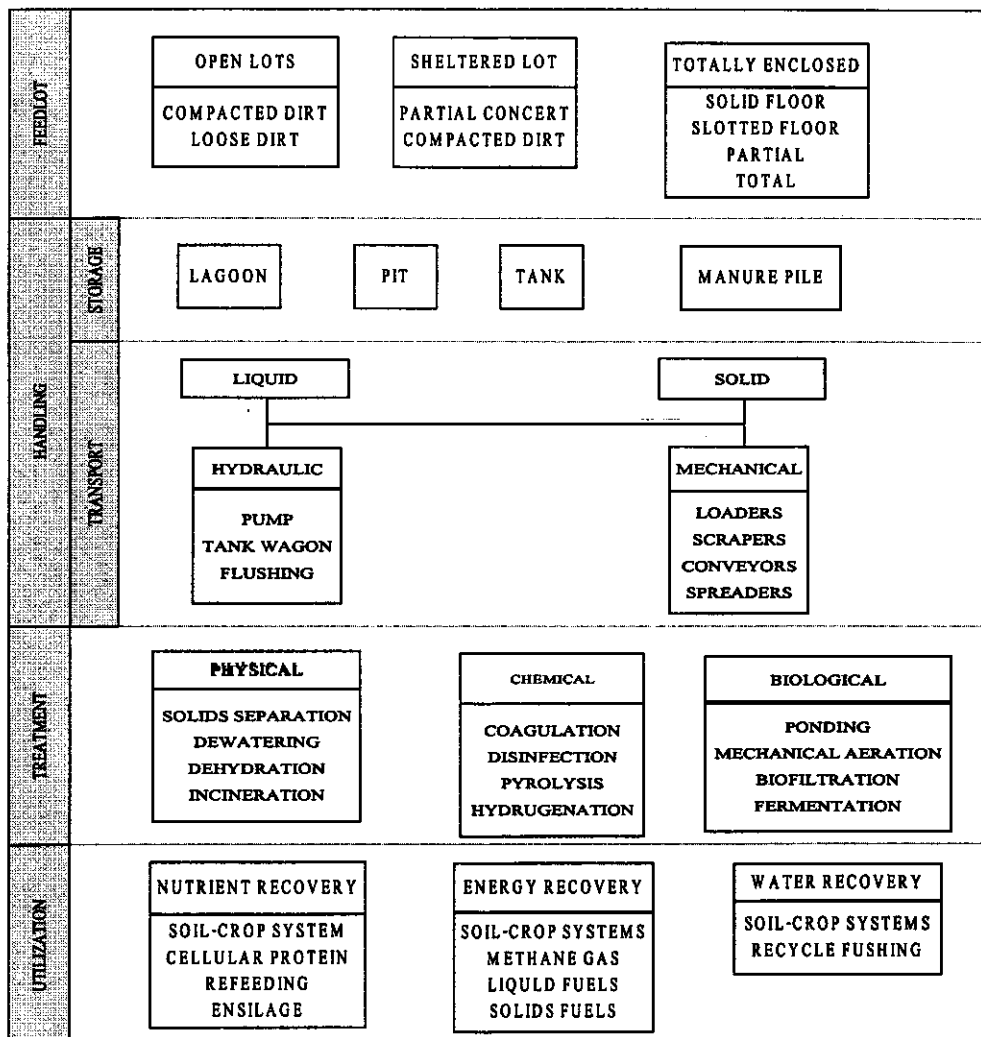 FEEDLOT
OPEN LOTS
COMPACTED DIRT
LOOSE DIRT
SHELTERED LOT
PARTIAL CONCERT
COMPACTED DIRT
TOTALLY ENCLOSED
SOLID FLOOR
SLOTTED FLOOR
PARTIAL
TOTAL
HANDLING
STORAGE
LAGOON
PIT
TANK
MANURE PILE
TRANSPORT
LIQUID
SOLID
HYDRAULIC
PUMP
TANK WAGON
FLUSHING
MECHANICAL
LOADERS
SCRAPERS
CONVEYORS
SPREADERS
TREATMENT
PHYSICAL
SOLIDS SEPARATION
DEWATERING
DEHYDRATION
INCINERATION
CHEMICAL
COAGULATION
DISINFECTION
PYROLYSIS
HYDRUGENATION
BIOLOGICAL
PONDING
MECHANICAL AERATION
BIOFILTRATION
FERMENTATION
UTILIZATION
NUTRIENT RECOVERY
SOIL-CROP SYSTEM
CELLULAR PROTEIN
REFEEDING
ENSILAGE
ENERGY RECOVERY
SOIL-CROP SYSTEMS
METHANE GAS
LIQULD FUELS
SOLIDS FUELS
WATER RECOVERY
SOIL-CROP SYSTEMS
RECYCLE FUSHING